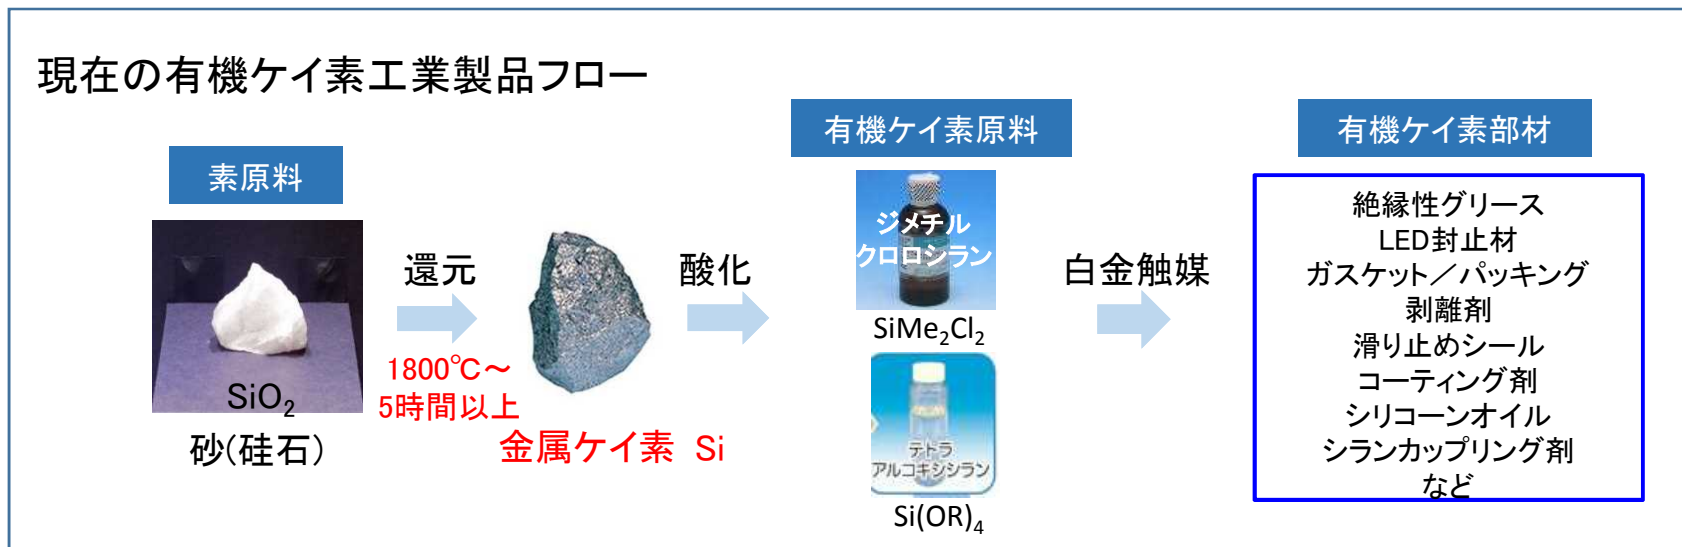 現在の有機ケイ素工業製品フロー
素原料
SiO₂
砂(硅石)
還元
1800℃～
5時間以上
金属ケイ素 Si
酸化
有機ケイ素原料
ジメチル
クロロシラン
SiMe₂Cl₂
テトラ
アルコキシシラン
Si(OR)₄
白金触媒
有機ケイ素部材
絶縁性グリース
LED封止材
ガスケット／パッキング
剥離剤
滑り止めシール
コーティング剤
シリコーンオイル
シランカップリング剤
など